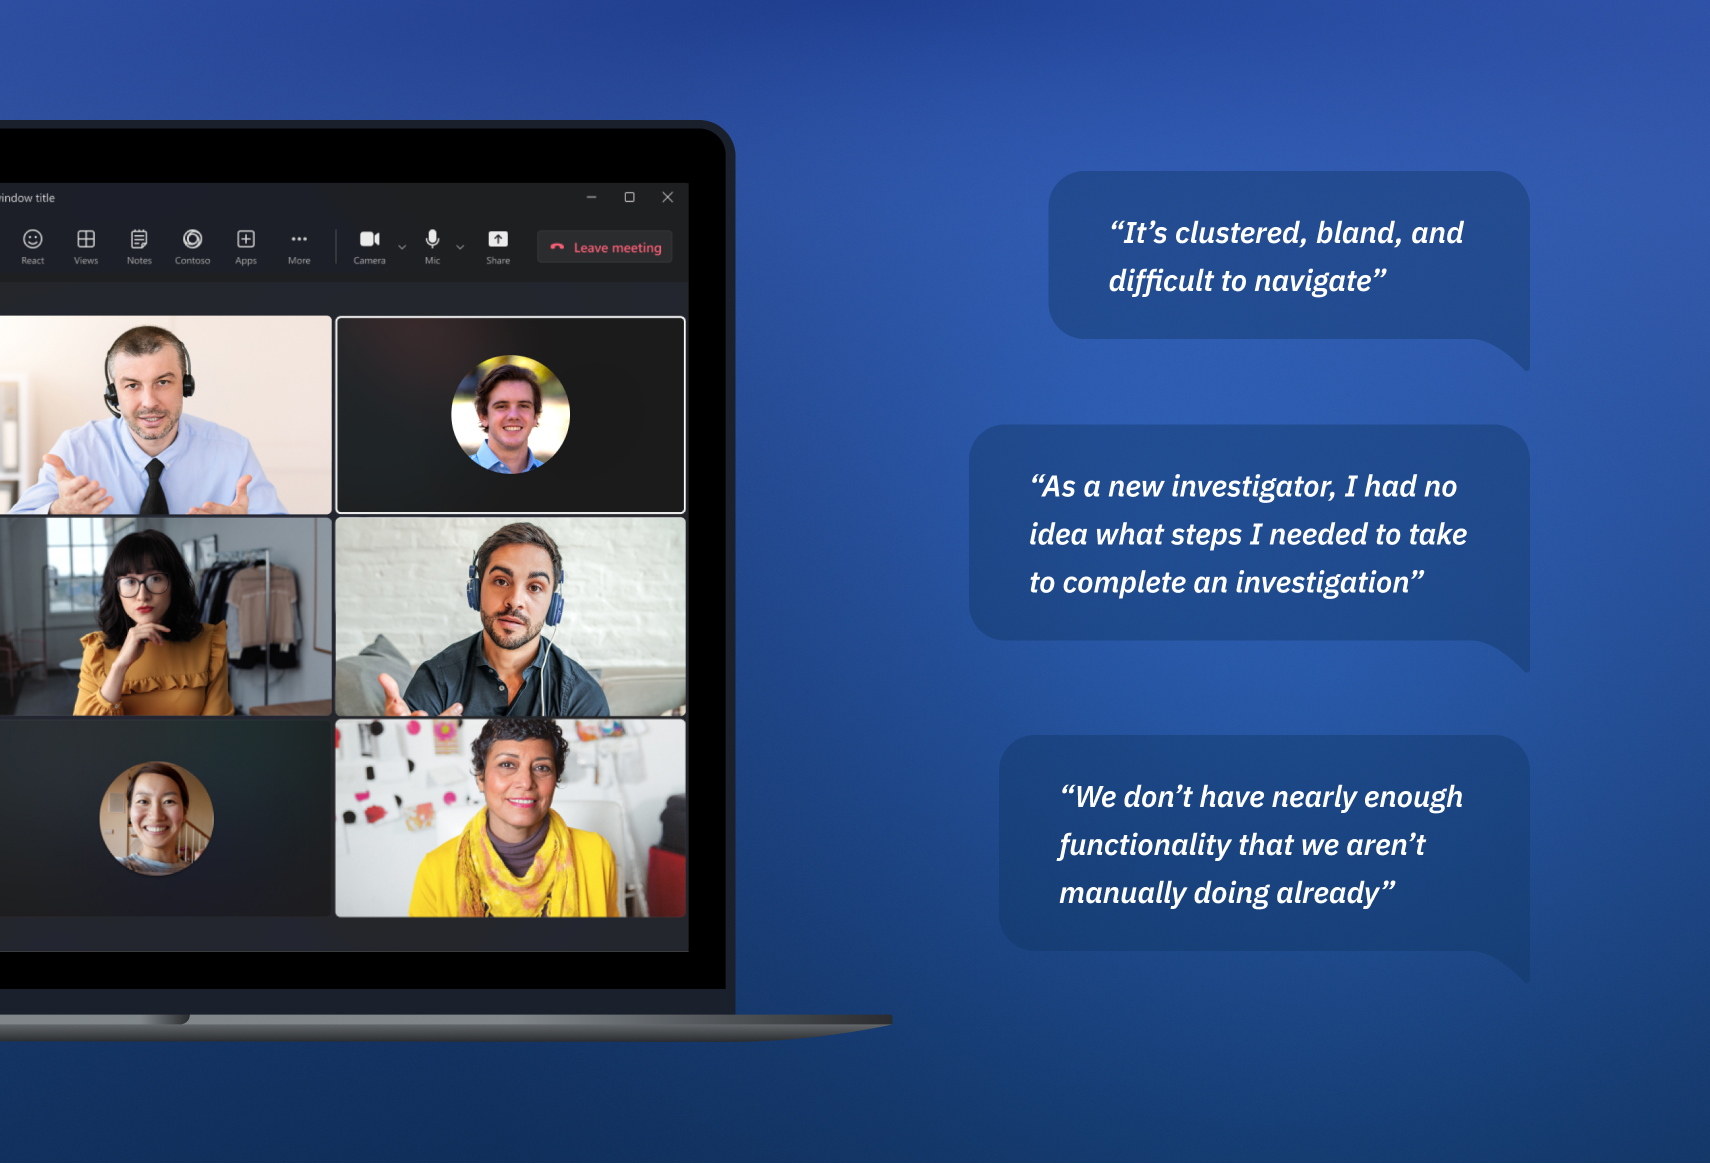 window title
React Views Notes Contoso Apps More Camera Mic Share Leave meeting
“It’s clustered, bland, and
difficult to navigate”
“As a new investigator, I had no
idea what steps I needed to take
to complete an investigation”
“We don’t have nearly enough
functionality that we aren’t
manually doing already”